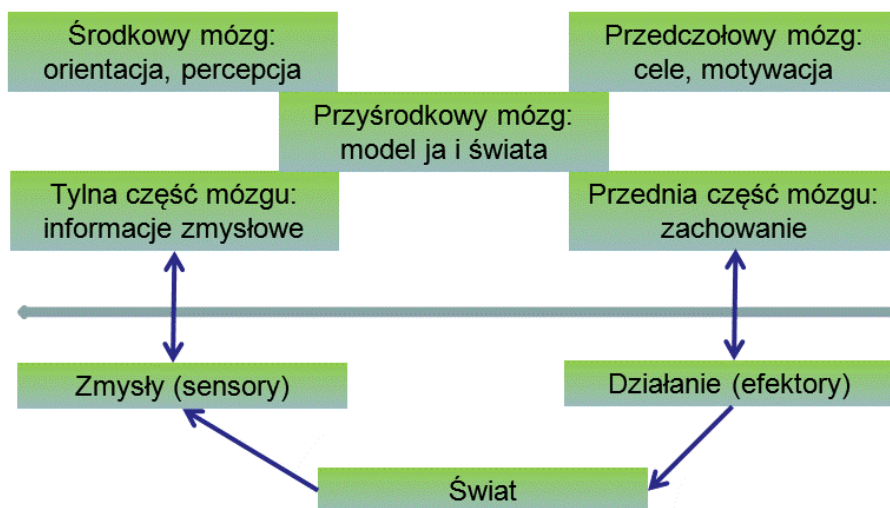 Środkowy mózg:
orientacja, percepcja
Przedczołowy mózg:
cele, motywacja
Przyśrodkowy mózg:
model ja i świata
Tylna część mózgu:
informacje zmysłowe
Przednia część mózgu:
zachowanie
Zmysły (sensory)
Działanie (efektory)
Świat